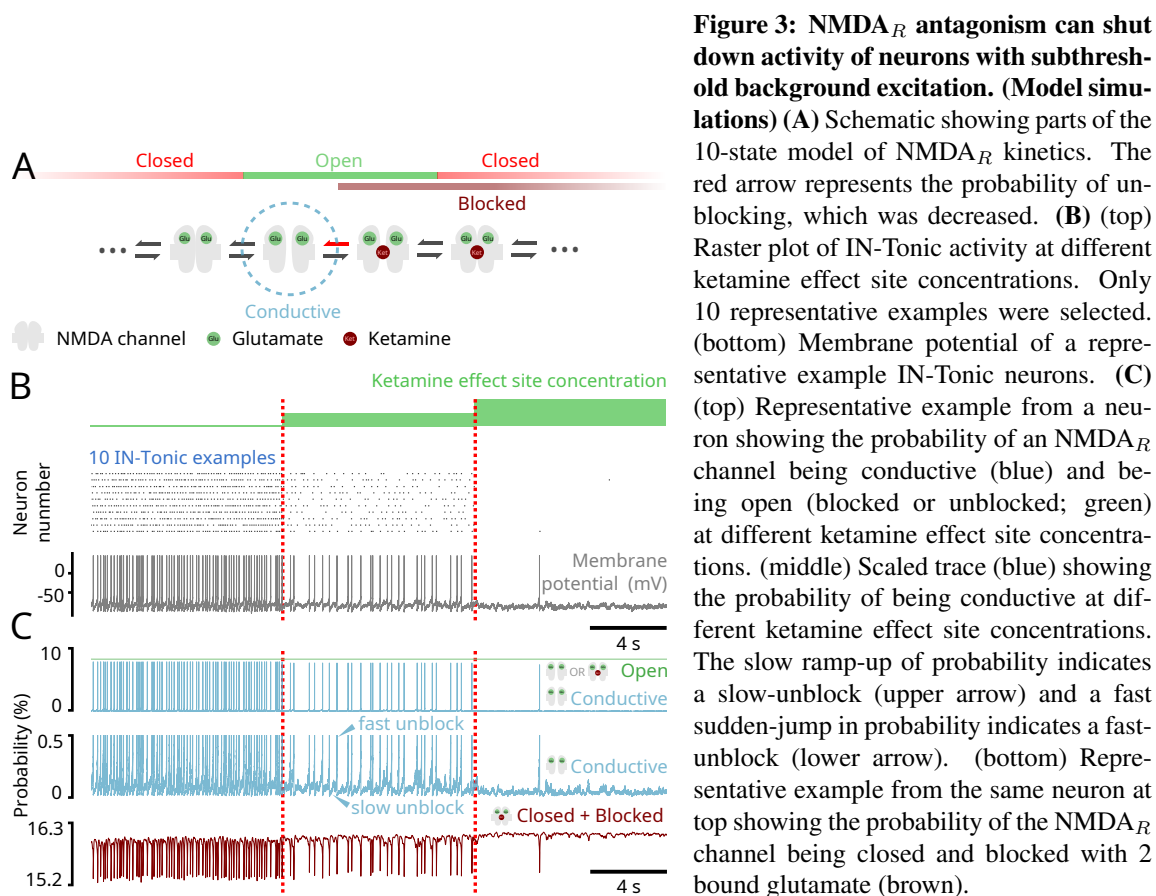 A
Closed
Open
Closed
Blocked
Glu Glu
Glu Glu
Glu Glu
Ket
Glu Glu
Ket
Conductive
NMDA channel
Glu
Glutamate
Ket
Ketamine
B
Ketamine effect site concentration
10 IN-Tonic examples
Neuron
nunmber
0
-50
Membrane
potential (mV)
4 s
C
Probability (%)
10
0
OR
Open
Conductive
0.5
0
fast unblock
Conductive
slow unblock
Closed + Blocked
16.3
15.2
4 s
Figure 3: NMDA$_R$ antagonism can shut
down activity of neurons with subthresh-
old background excitation. (Model simu-
lations) (A) Schematic showing parts of the
10-state model of NMDA$_R$ kinetics. The
red arrow represents the probability of un-
blocking, which was decreased. (B) (top)
Raster plot of IN-Tonic activity at different
ketamine effect site concentrations. Only
10 representative examples were selected.
(bottom) Membrane potential of a repre-
sentative example IN-Tonic neurons. (C)
(top) Representative example from a neu-
ron showing the probability of an NMDA$_R$
channel being conductive (blue) and be-
ing open (blocked or unblocked; green)
at different ketamine effect site concentra-
tions. (middle) Scaled trace (blue) showing
the probability of being conductive at dif-
ferent ketamine effect site concentrations.
The slow ramp-up of probability indicates
a slow-unblock (upper arrow) and a fast
sudden-jump in probability indicates a fast-
unblock (lower arrow). (bottom) Repre-
sentative example from the same neuron at
top showing the probability of the NMDA$_R$
channel being closed and blocked with 2
bound glutamate (brown).